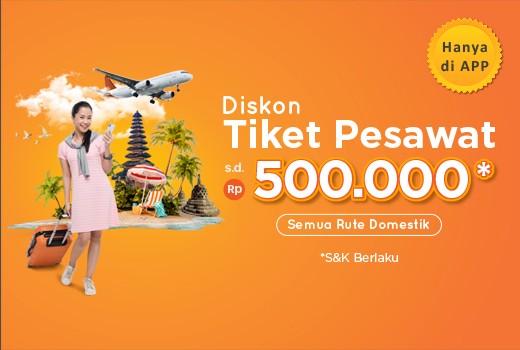 Hanya
di APP
Diskon
Tiket Pesawat
s.d.
Rp 500.000*
Semua Rute Domestik
*S&K Berlaku